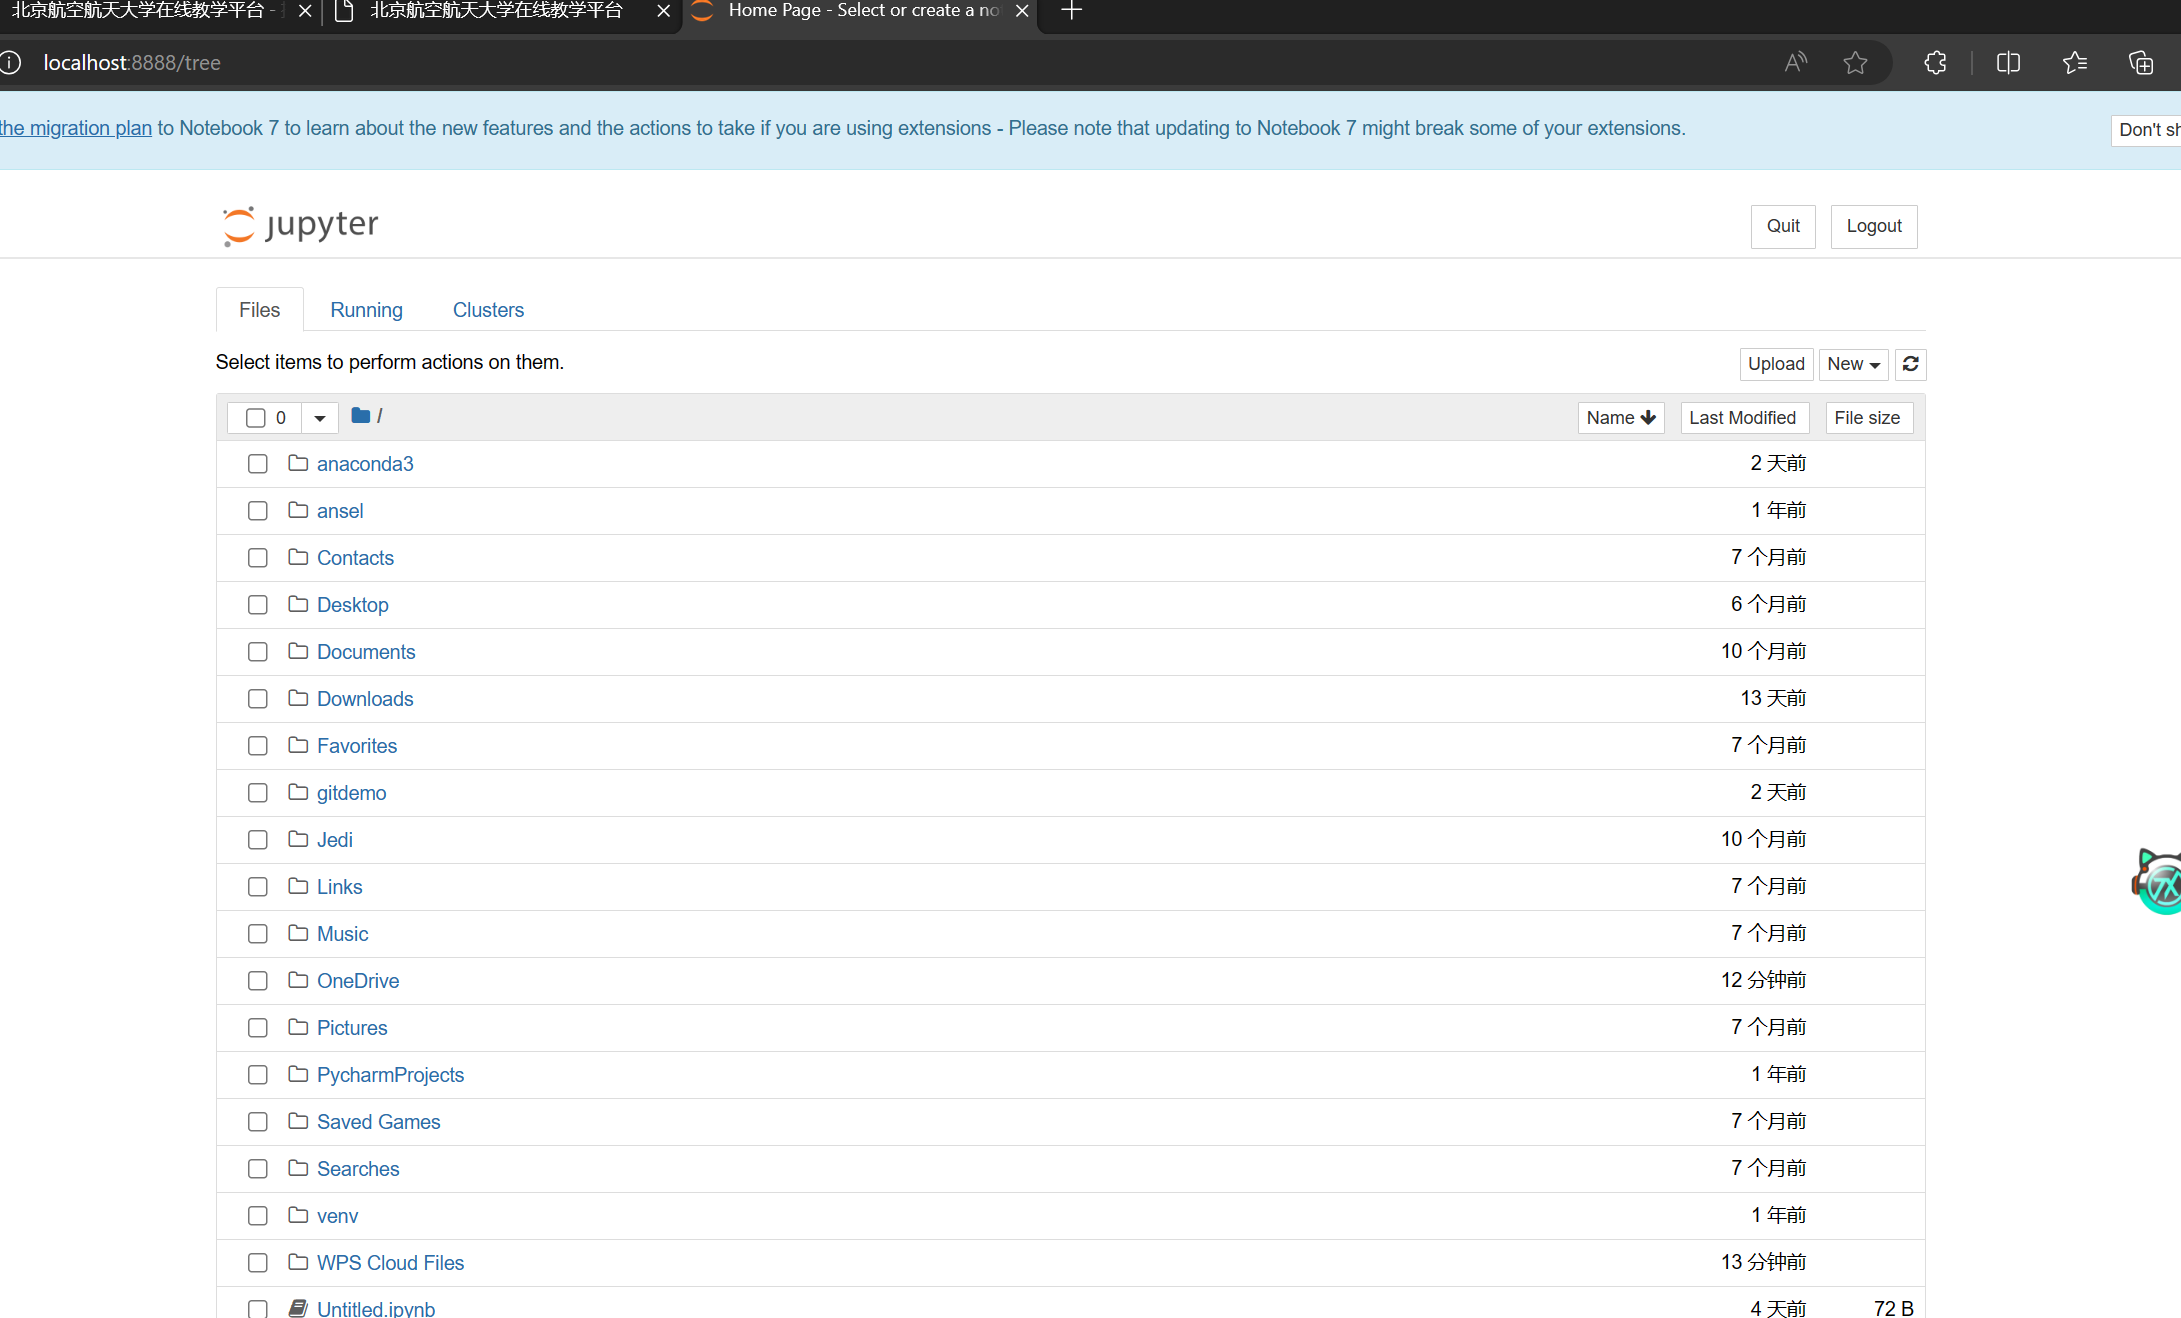 北京航空航天大学在线教学平台 -
北京航空航天大学在线教学平台
Home Page - Select or create a no
localhost:8888/tree
the migration plan to Notebook 7 to learn about the new features and the actions to take if you are using extensions - Please note that updating to Notebook 7 might break some of your extensions.
Don't sh
jupyter
Quit
Logout
Files
Running
Clusters
Select items to perform actions on them.
Upload
New
0
/
Name
Last Modified
File size
anaconda3 2 天前
ansel 1 年前
Contacts 7 个月前
Desktop 6 个月前
Documents 10 个月前
Downloads 13 天前
Favorites 7 个月前
gitdemo 2 天前
Jedi 10 个月前
Links 7 个月前
Music 7 个月前
OneDrive 12 分钟前
Pictures 7 个月前
PycharmProjects 1 年前
Saved Games 7 个月前
Searches 7 个月前
venv 1 年前
WPS Cloud Files 13 分钟前
Untitled.ipynb 4 天前 72 B